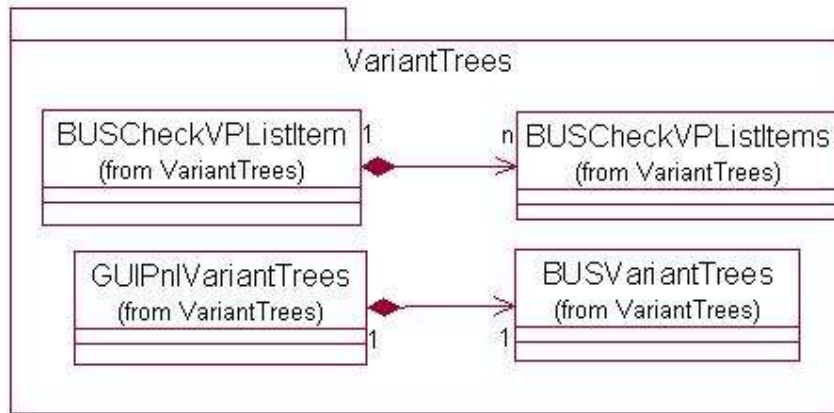 VariantTrees
BUSCheckVPListItem
(from VariantTrees)
1
n
BUSCheckVPListItems
(from VariantTrees)
GUIPnlVariantTrees
(from VariantTrees)
1
1
BUSVariantTrees
(from VariantTrees)